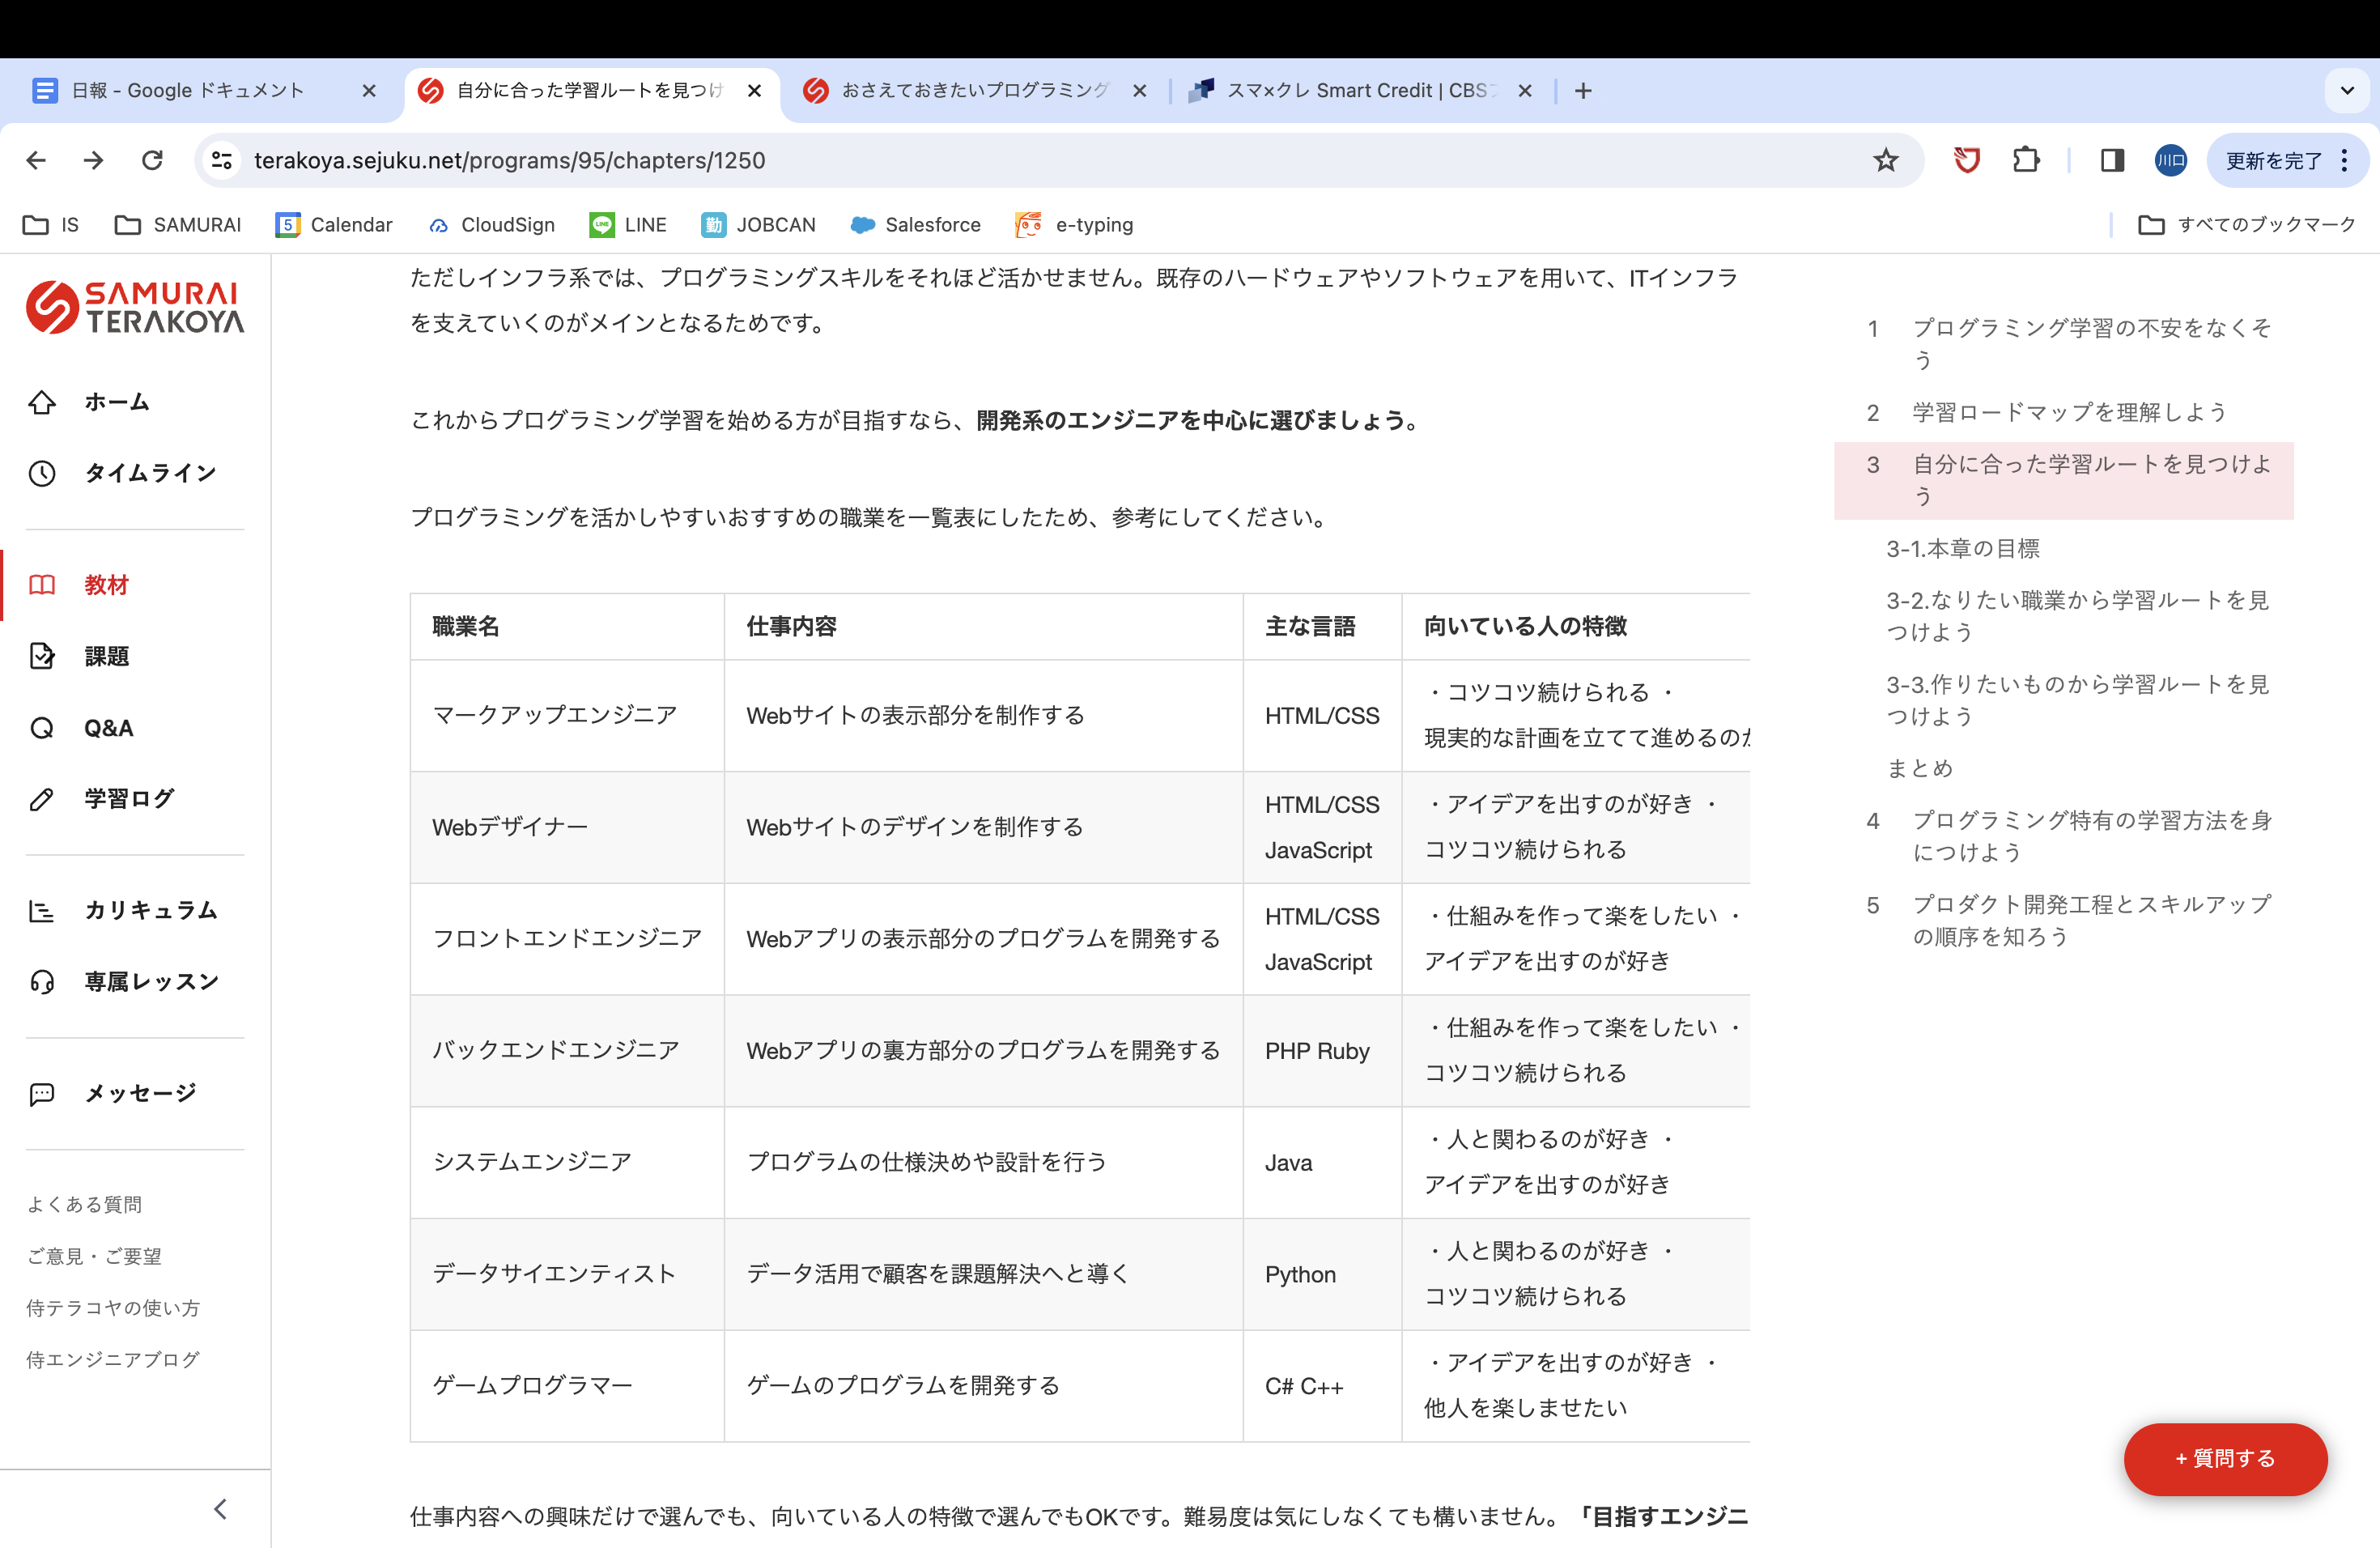 日報 - Google ドキュメント
自分に合った学習ルートを見つけ
おさえておきたいプログラミング
スマ×クレ Smart Credit | CBS
terakoya.sejuku.net/programs/95/chapters/1250
川口
更新を完了
IS
SAMURAI
5
Calendar
CloudSign
LINE
LINE
勤
JOBCAN
Salesforce
e-typing
すべてのブックマーク
SAMURAI
TERAKOYA
ホーム
タイムライン
教材
課題
Q&A
学習ログ
カリキュラム
専属レッスン
メッセージ
よくある質問
ご意見・ご要望
侍テラコヤの使い方
侍エンジニアブログ
ただしインフラ系では、プログラミングスキルをそれほど活かせません。既存のハードウェアやソフトウェアを用いて、ITインフラ
を支えていくのがメインとなるためです。
これからプログラミング学習を始める方が目指すなら、開発系のエンジニアを中心に選びましょう。
プログラミングを活かしやすいおすすめの職業を一覧表にしたため、参考にしてください。
職業名 仕事内容 主な言語 向いている人の特徴
マークアップエンジニア Webサイトの表示部分を制作する HTML/CSS ・コツコツ続けられる ・
現実的な計画を立てて進めるのが
Webデザイナー Webサイトのデザインを制作する HTML/CSS
JavaScript ・アイデアを出すのが好き ・
コツコツ続けられる
フロントエンドエンジニア Webアプリの表示部分のプログラムを開発する HTML/CSS
JavaScript ・仕組みを作って楽をしたい ・
アイデアを出すのが好き
バックエンドエンジニア Webアプリの裏方部分のプログラムを開発する PHP Ruby ・仕組みを作って楽をしたい ・
コツコツ続けられる
システムエンジニア プログラムの仕様決めや設計を行う Java ・人と関わるのが好き ・
アイデアを出すのが好き
データサイエンティスト データ活用で顧客を課題解決へと導く Python ・人と関わるのが好き ・
コツコツ続けられる
ゲームプログラマー ゲームのプログラムを開発する C# C++ ・アイデアを出すのが好き ・
他人を楽しませたい
仕事内容への興味だけで選んでも、向いている人の特徴で選んでもOKです。難易度は気にしなくても構いません。「目指すエンジニ
1 プログラミング学習の不安をなくそ
う
2 学習ロードマップを理解しよう
3 自分に合った学習ルートを見つけよ
う
3-1.本章の目標
3-2.なりたい職業から学習ルートを見
つけよう
3-3.作りたいものから学習ルートを見
つけよう
まとめ
4 プログラミング特有の学習方法を身
につけよう
5 プロダクト開発工程とスキルアップ
の順序を知ろう
+ 質問する